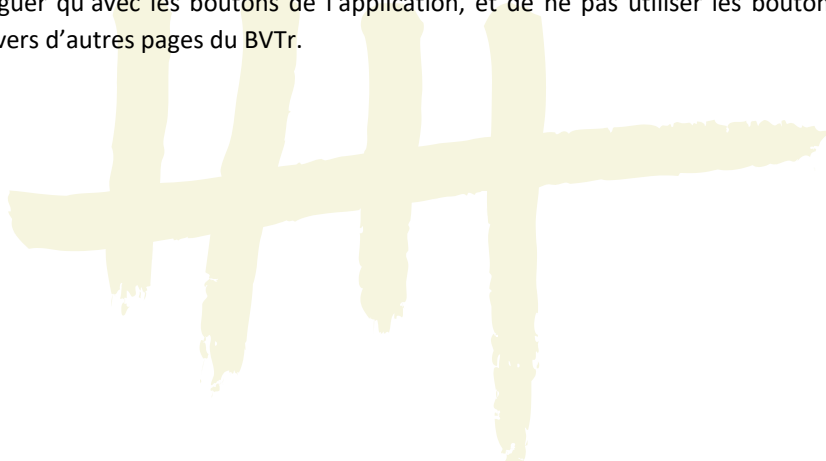 guer qu'avec les boutons de l'application, et de ne pas utiliser les bouton
vers d'autres pages du BVTr.